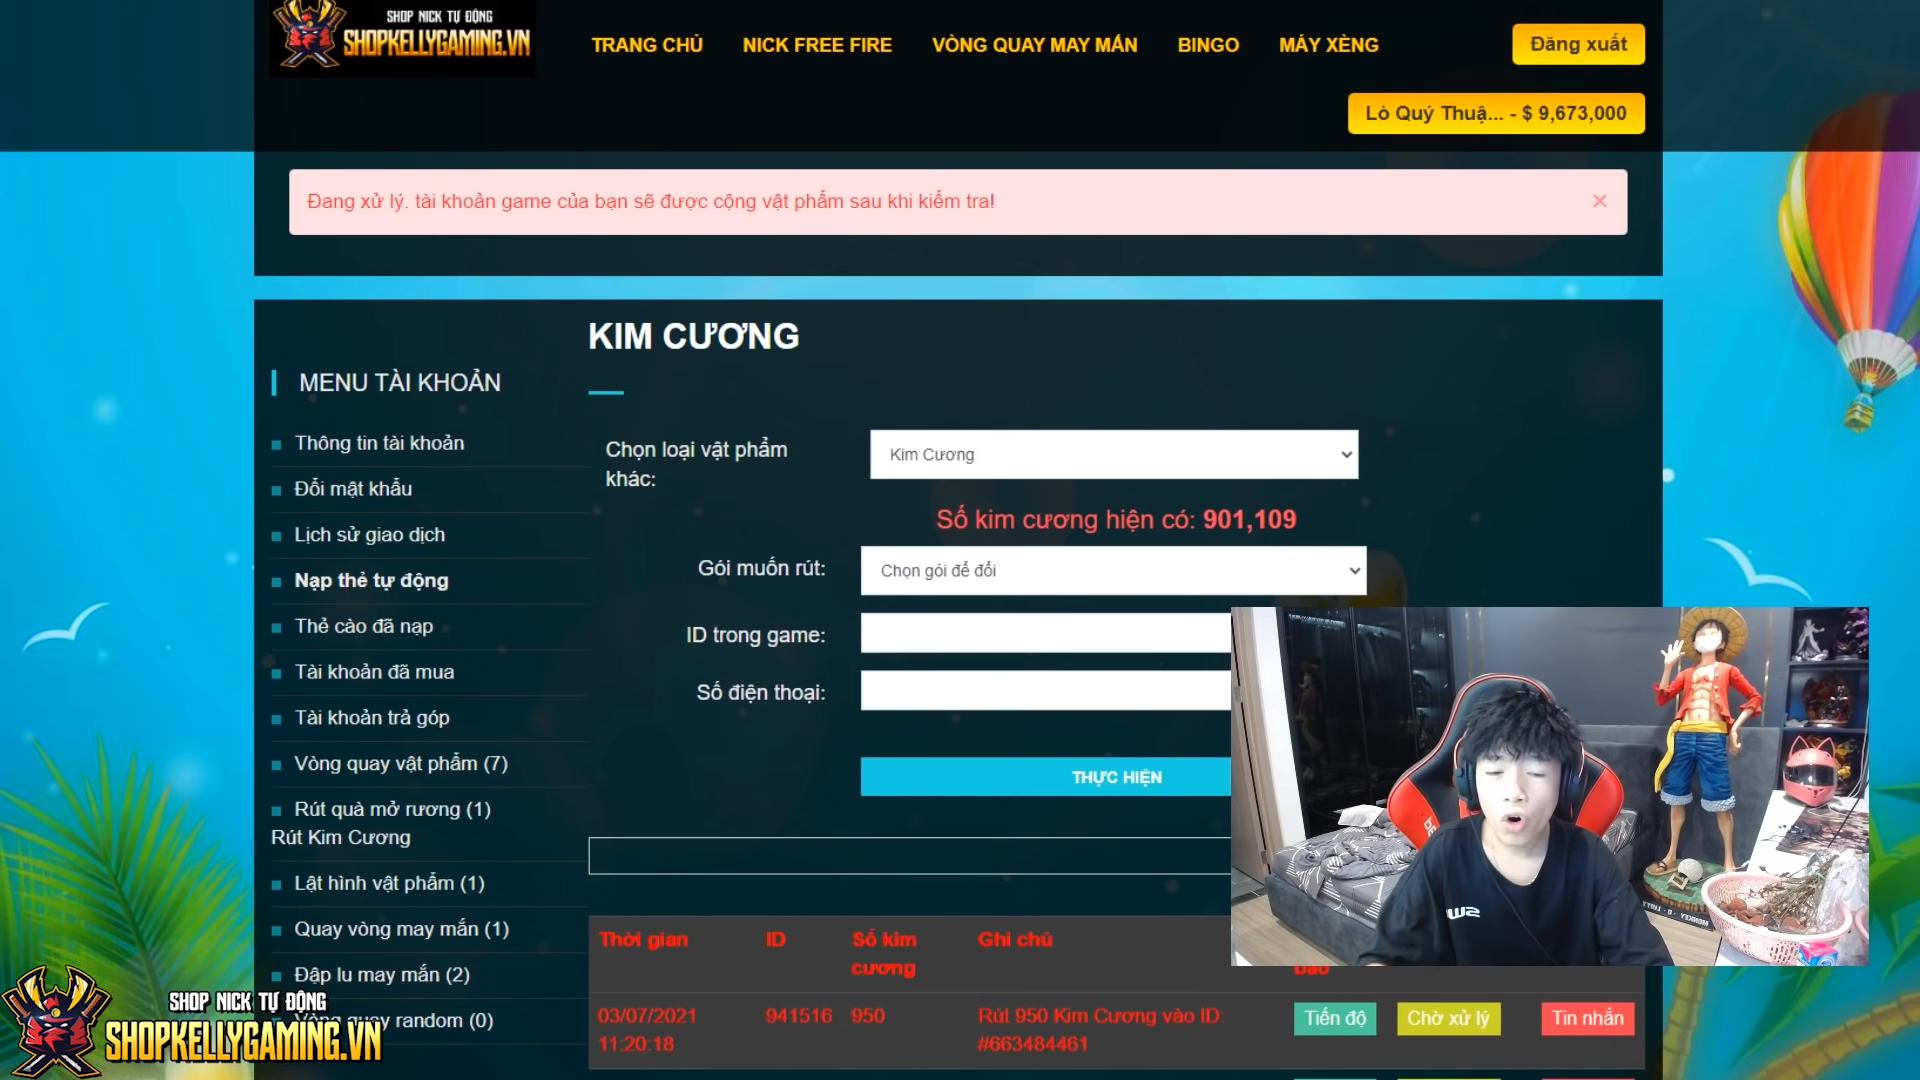 SHOP NICK TỰ ĐỘNG
SHOPKELLYGAMING.VN
TRANG CHỦ
NICK FREE FIRE
VÒNG QUAY MAY MẮN
BINGO
MÁY XÈNG
Đăng xuất
Lò Quý Thuậ... - $ 9,673,000
Đang xử lý. tài khoản game của bạn sẽ được cộng vật phẩm sau khi kiểm tra!
×
MENU TÀI KHOẢN
Thông tin tài khoản
Đổi mật khẩu
Lịch sử giao dịch
Nạp thẻ tự động
Thẻ cào đã nạp
Tài khoản đã mua
Tài khoản trả góp
Vòng quay vật phẩm (7)
Rút quà mở rương (1)
Rút Kim Cương
Lật hình vật phẩm (1)
Quay vòng may mắn (1)
Đập lu may mắn (2)
Vòng quay random (0)
KIM CƯƠNG
Chọn loại vật phẩm
khác:
Kim Cương
Số kim cương hiện có: 901,109
Gói muốn rút:
Chọn gói để đổi
ID trong game:
Số điện thoại:
THỰC HIỆN
Thời gian
ID
Số kim
cương
Ghi chú
03/07/2021
11:20:18
941516
950
Rút 950 Kim Cương vào ID:
#663484461
Tiến độ
Chờ xử lý
Tin nhắn
SHOP NICK TỰ ĐỘNG
SHOPKELLYGAMING.VN